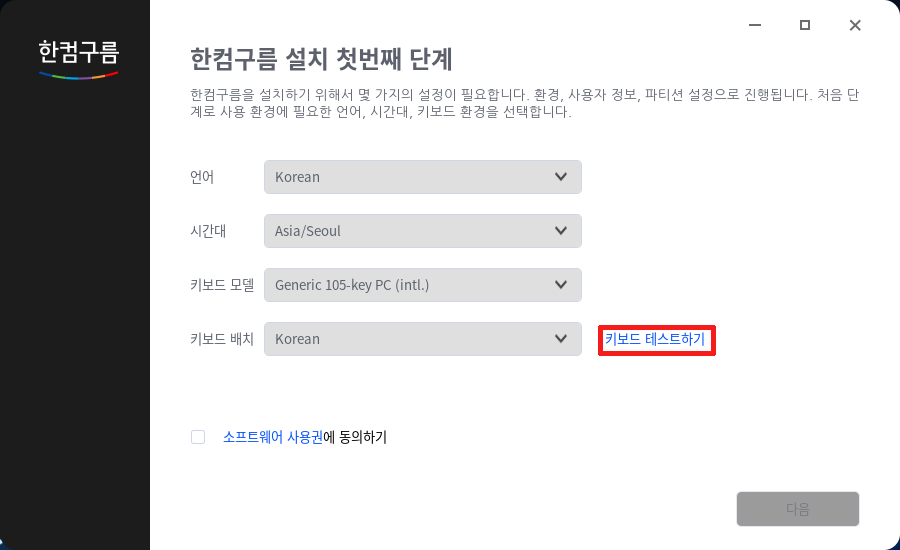 한컴구름
한컴구름 설치 첫번째 단계
한컴구름을 설치하기 위해서 몇 가지의 설정이 필요합니다. 환경, 사용자 정보, 파티션 설정으로 진행됩니다. 처음 단
계로 사용 환경에 필요한 언어, 시간대, 키보드 환경을 선택합니다.
언어 Korean
시간대 Asia/Seoul
키보드 모델 Generic 105-key PC (intl.)
키보드 배치 Korean 키보드 테스트하기
소프트웨어 사용권에 동의하기
다음